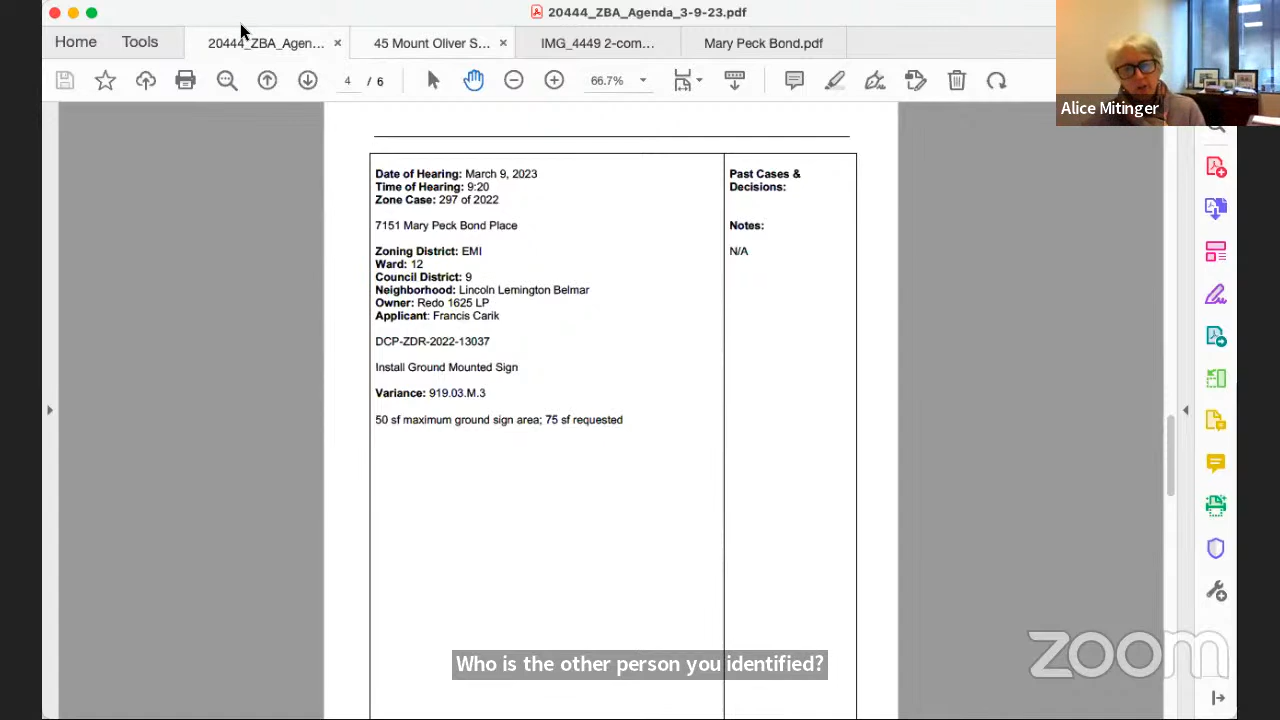 20444_ZBA_Agenda_3-9-23.pdf
Home Tools 20444_ZBA_Agen... × 45 Mount Oliver S... × IMG_4449 2-com... Mary Peck Bond.pdf
4 / 6 66.7%
Alice Mitinger
Date of Hearing: March 9, 2023
Time of Hearing: 9:20
Zone Case: 297 of 2022
7151 Mary Peck Bond Place
Zoning District: EMI
Ward: 12
Council District: 9
Neighborhood: Lincoln Lemington Belmar
Owner: Redo 1625 LP
Applicant: Francis Carik
DCP-ZDR-2022-13037
Install Ground Mounted Sign
Variance: 919.03.M.3
50 sf maximum ground sign area; 75 sf requested
Past Cases &
Decisions:
Notes:
N/A
Who is the other person you identified?
zoom